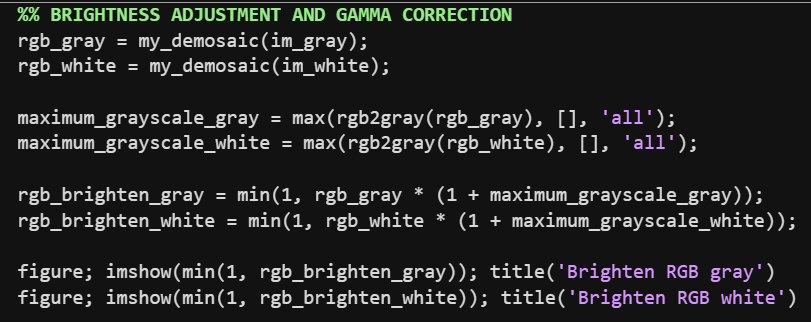 %% BRIGHTNESS ADJUSTMENT AND GAMMA CORRECTION
rgb_gray = my_demosaic(im_gray);
rgb_white = my_demosaic(im_white);
maximum_grayscale_gray = max(rgb2gray(rgb_gray), [], 'all');
maximum_grayscale_white = max(rgb2gray(rgb_white), [], 'all');
rgb_brighten_gray = min(1, rgb_gray * (1 + maximum_grayscale_gray));
rgb_brighten_white = min(1, rgb_white * (1 + maximum_grayscale_white));
figure; imshow(min(1, rgb_brighten_gray)); title('Brighten RGB gray')
figure; imshow(min(1, rgb_brighten_white)); title('Brighten RGB white')